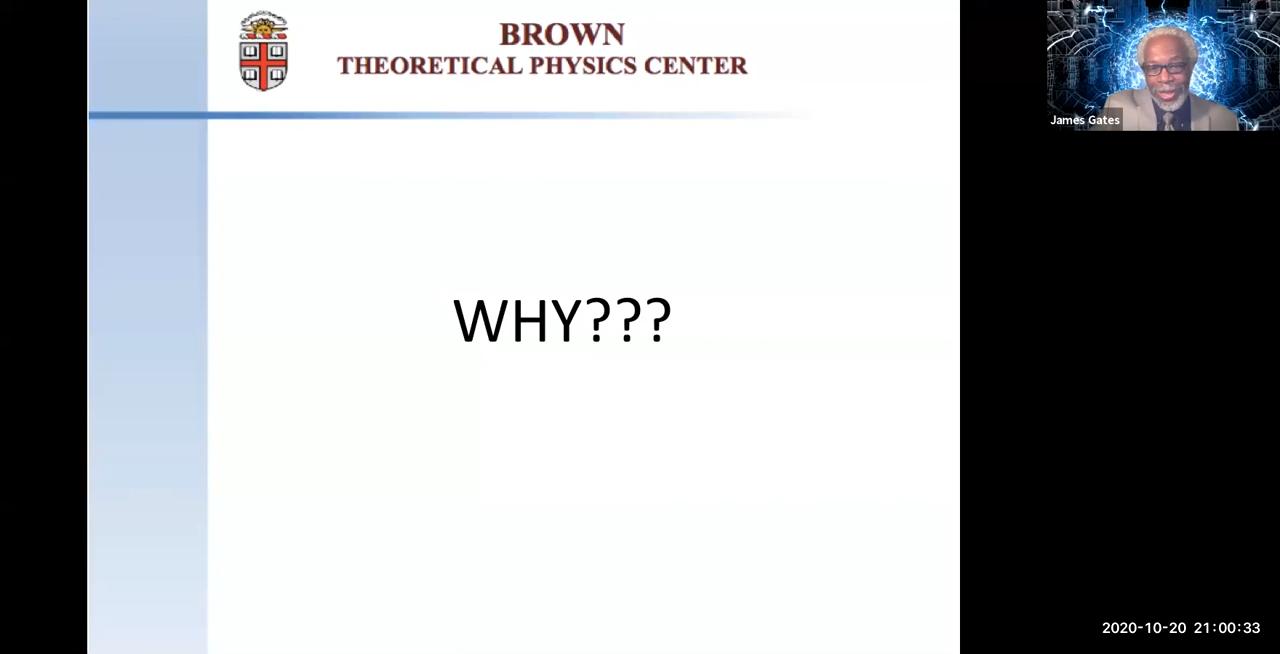 BROWN
THEORETICAL PHYSICS CENTER
James Gates
WHY???
2020-10-20 21:00:33